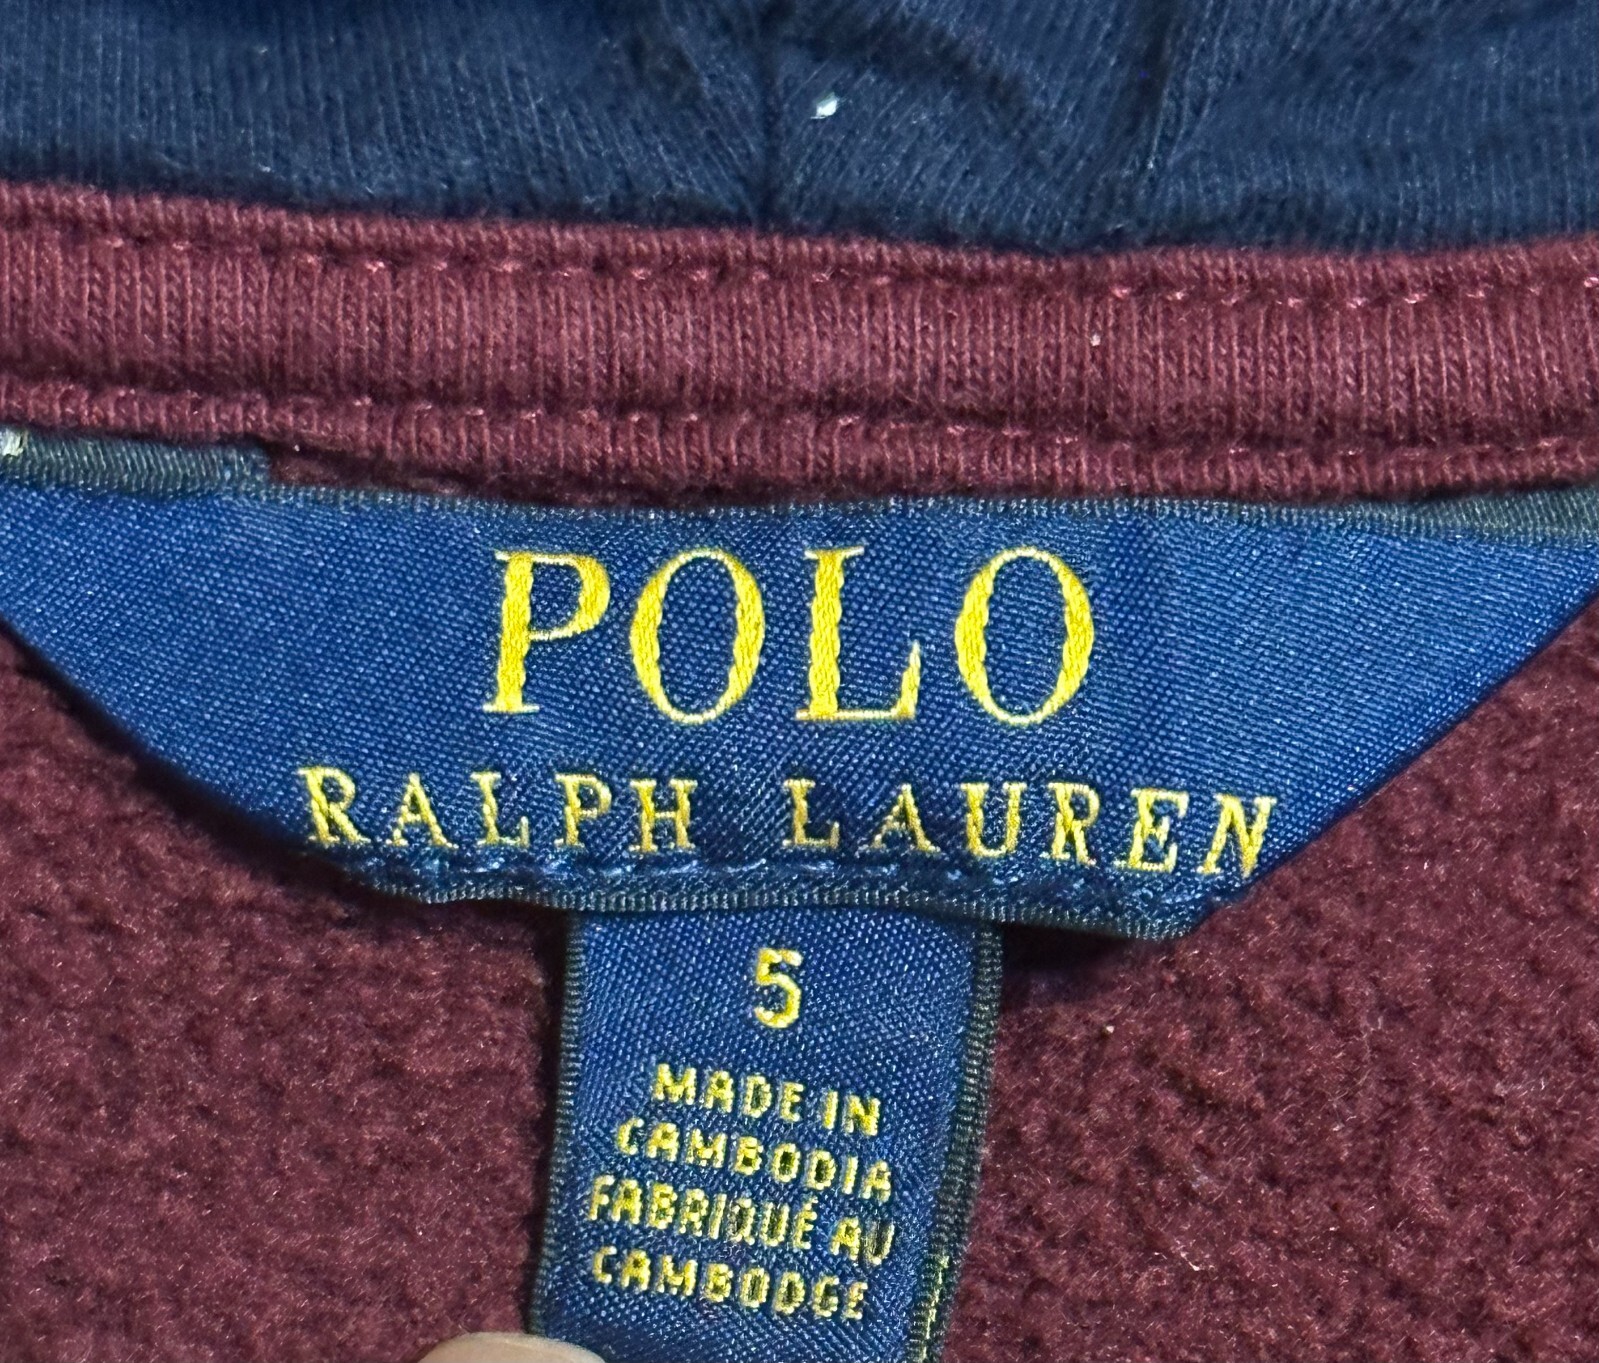 POLO
RALPH LAUREN
5
MADE IN
CAMBODIA
FABRIQUÉ AU
CAMBODGE